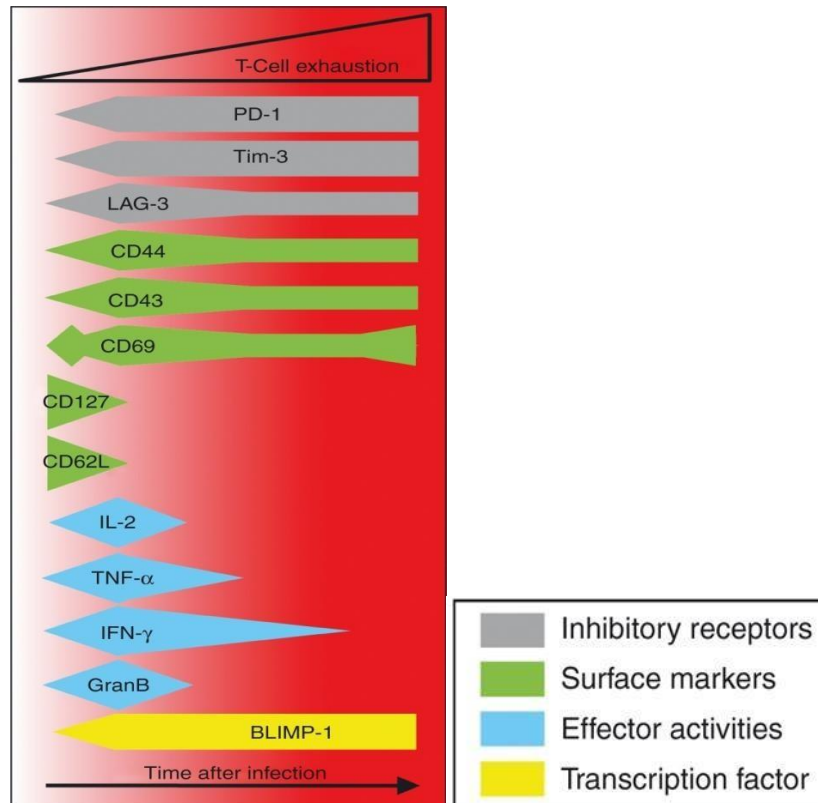 T-Cell exhaustion
PD-1
Tim-3
LAG-3
CD44
CD43
CD69
CD127
CD62L
IL-2
TNF-α
IFN-γ
GranB
BLIMP-1
Time after infection
Inhibitory receptors
Surface markers
Effector activities
Transcription factor